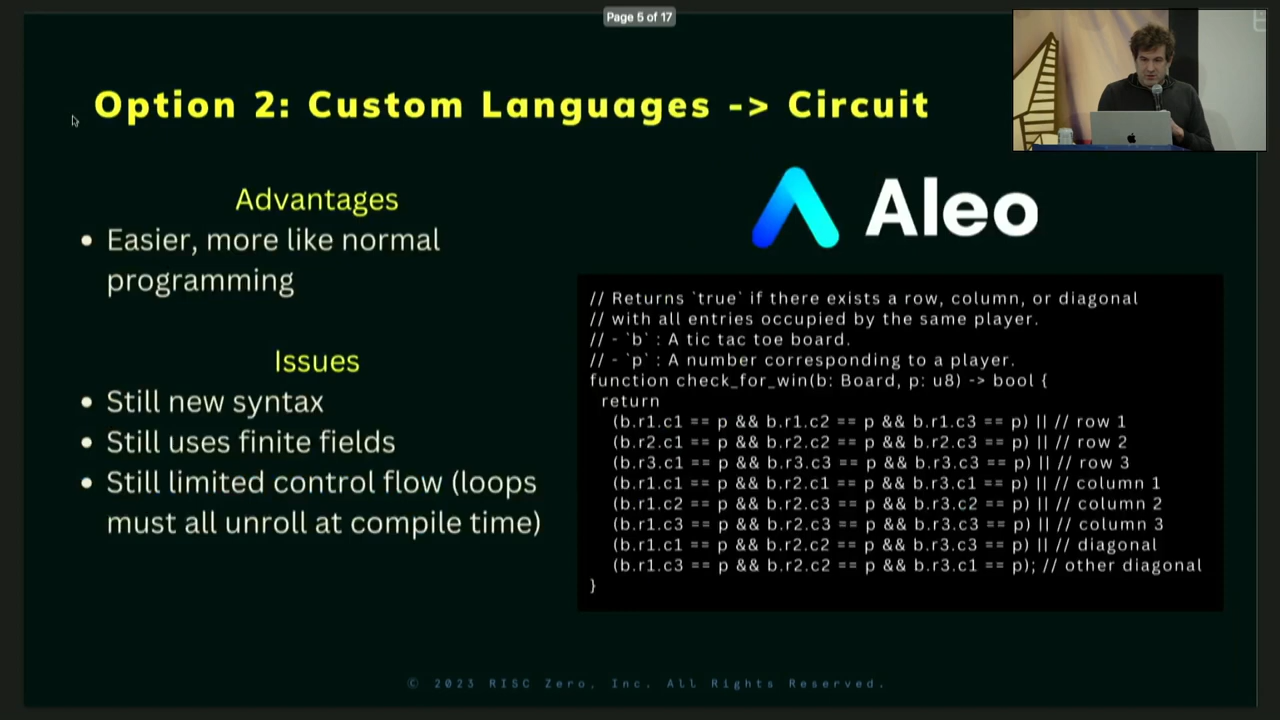 Page 5 of 17
Option 2: Custom Languages -> Circuit
Advantages
• Easier, more like normal
programming
Issues
• Still new syntax
• Still uses finite fields
• Still limited control flow (loops
must all unroll at compile time)
Aleo
// Returns `true` if there exists a row, column, or diagonal
// with all entries occupied by the same player.
// - `b` : A tic tac toe board.
// - `p` : A number corresponding to a player.
function check_for_win(b: Board, p: u8) -> bool {
return
(b.r1.c1 == p && b.r1.c2 == p && b.r1.c3 == p) || // row 1
(b.r2.c1 == p && b.r2.c2 == p && b.r2.c3 == p) || // row 2
(b.r3.c1 == p && b.r3.c3 == p && b.r3.c3 == p) || // row 3
(b.r1.c1 == p && b.r2.c1 == p && b.r3.c1 == p) || // column 1
(b.r1.c2 == p && b.r2.c3 == p && b.r3.c2 == p) || // column 2
(b.r1.c3 == p && b.r2.c3 == p && b.r3.c3 == p) || // column 3
(b.r1.c1 == p && b.r2.c2 == p && b.r3.c3 == p) || // diagonal
(b.r1.c3 == p && b.r2.c2 == p && b.r3.c1 == p); // other diagonal
}
© 2023 RISC Zero, Inc. All Rights Reserved.